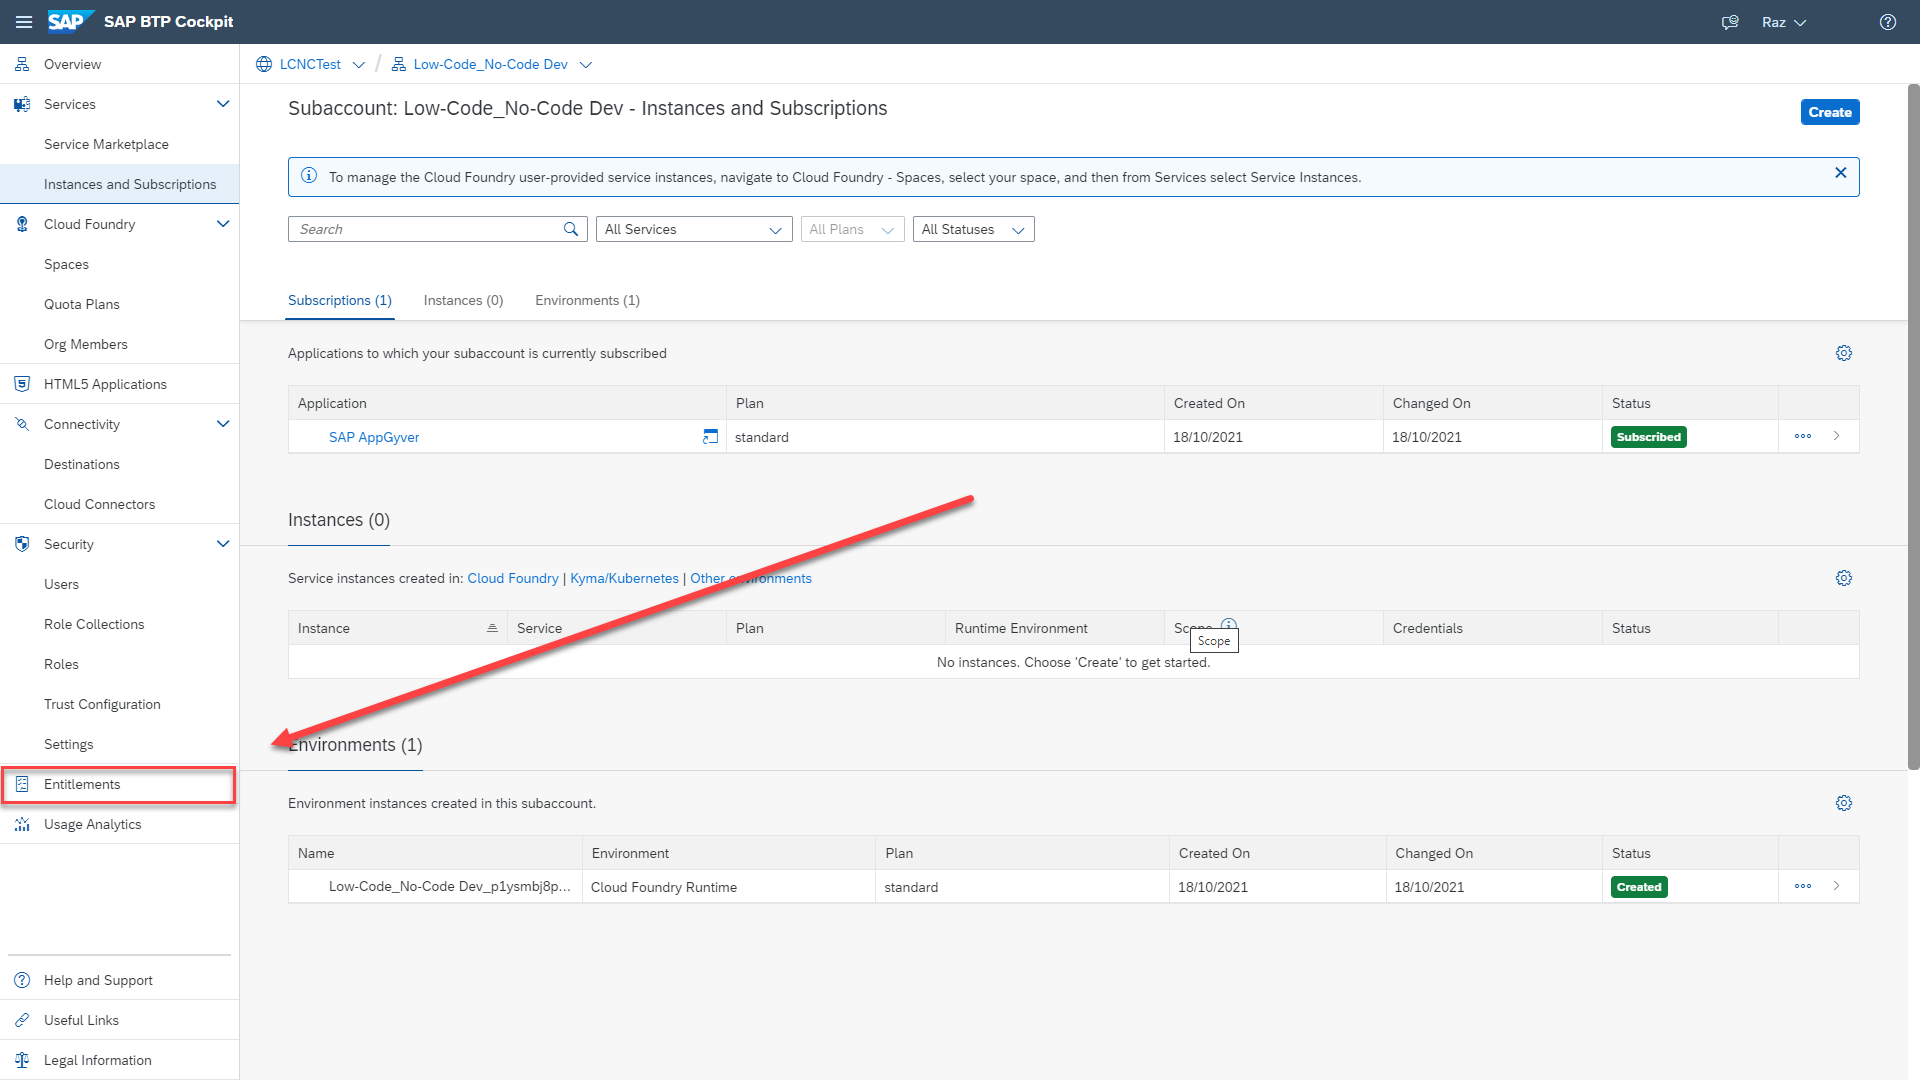 SAP SAP BTP Cockpit
Raz
Overview
Services
Service Marketplace
Instances and Subscriptions
Cloud Foundry
Spaces
Quota Plans
Org Members
HTML5 Applications
Connectivity
Destinations
Cloud Connectors
Security
Users
Role Collections
Roles
Trust Configuration
Settings
Entitlements
Usage Analytics
Help and Support
Useful Links
Legal Information
LCNCTest / Low-Code_No-Code Dev
Subaccount: Low-Code_No-Code Dev - Instances and Subscriptions
Create
To manage the Cloud Foundry user-provided service instances, navigate to Cloud Foundry - Spaces, select your space, and then from Services select Service Instances.
Search All Services All Plans All Statuses
Subscriptions (1) Instances (0) Environments (1)
Applications to which your subaccount is currently subscribed
Application Plan Created On Changed On Status
SAP AppGyver standard 18/10/2021 18/10/2021 Subscribed
Instances (0)
Service instances created in: Cloud Foundry | Kyma/Kubernetes | Other environments
Instance Service Plan Runtime Environment Scope Credentials Status
Scope
No instances. Choose 'Create' to get started.
Environments (1)
Environment instances created in this subaccount.
Name Environment Plan Created On Changed On Status
Low-Code_No-Code Dev_p1ysmbj8p... Cloud Foundry Runtime standard 18/10/2021 18/10/2021 Created